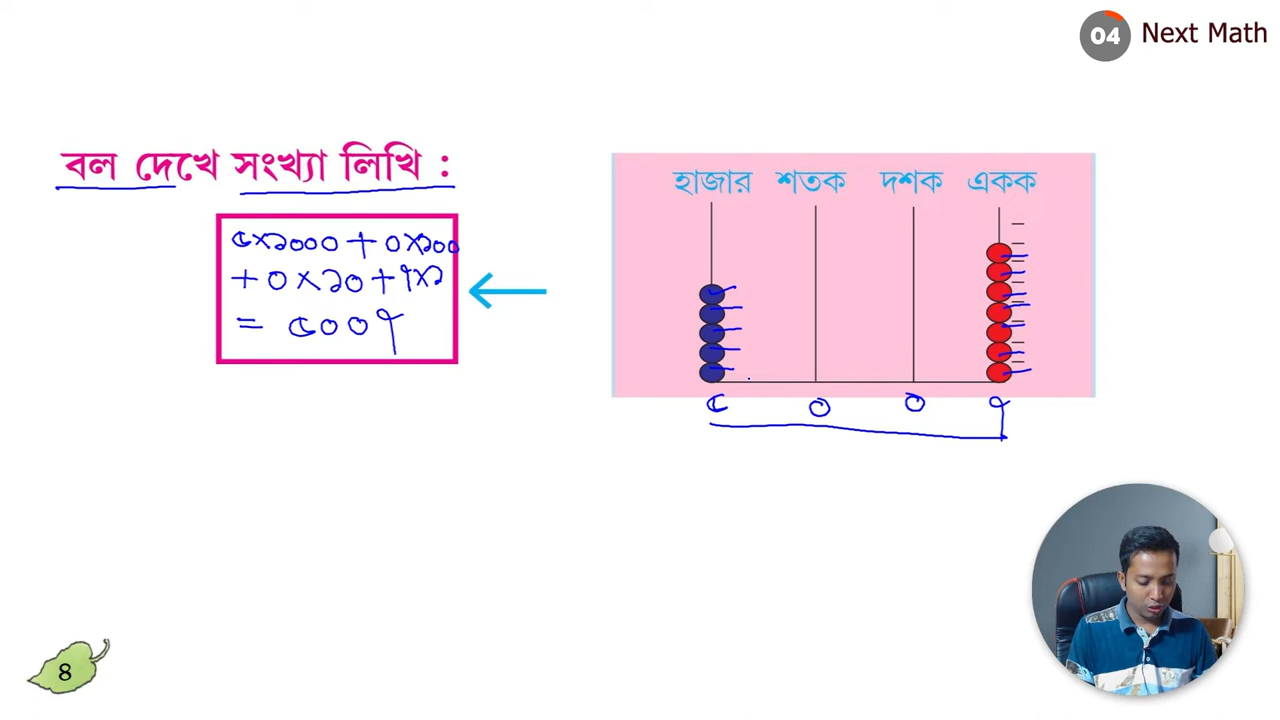 04 Next Math
বল দেখে সংখ্যা লিখি :
হাজার শতক দশক একক
৫×১০০০ + ০×১০০
+ ০×১০ + ৭×১
= ৫০০৭
৫ ০ ০ ৭
8